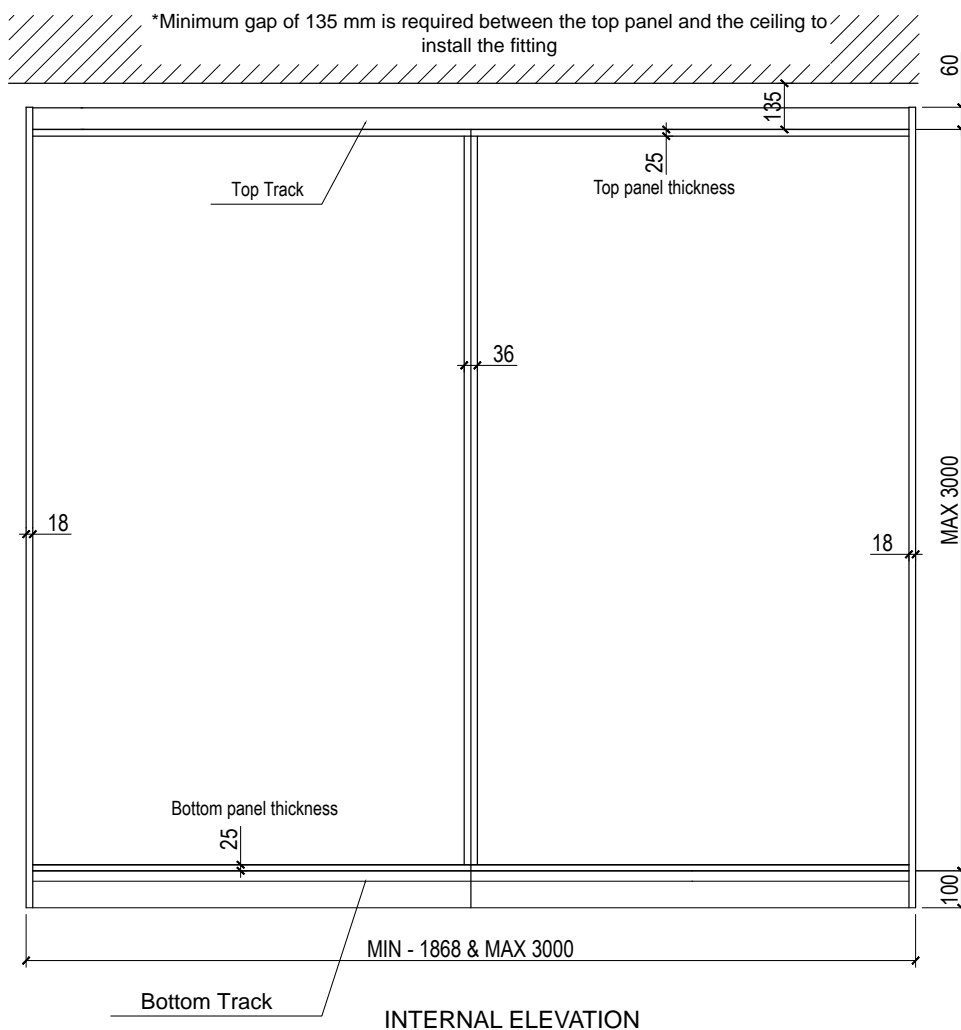 *Minimum gap of 135 mm is required between the top panel and the ceiling to
install the fitting
60
135
25
Top Track
Top panel thickness
36
18
18
MAX 3000
Bottom panel thickness
25
100
MIN - 1868 & MAX 3000
Bottom Track
INTERNAL ELEVATION